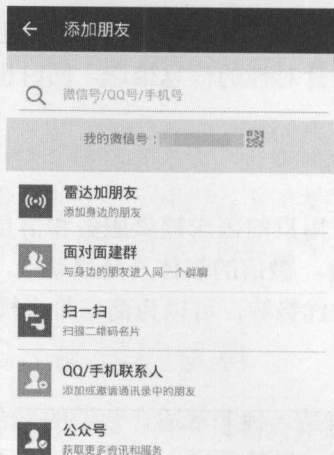 添加朋友
微信号/QQ号/手机号
我的微信号：
雷达加朋友
添加身边的朋友
面对面建群
与身边的朋友进入同一个群聊
扫一扫
扫描二维码名片
QQ/手机联系人
添加或邀请通讯录中的朋友
公众号
获取更多资讯和服务